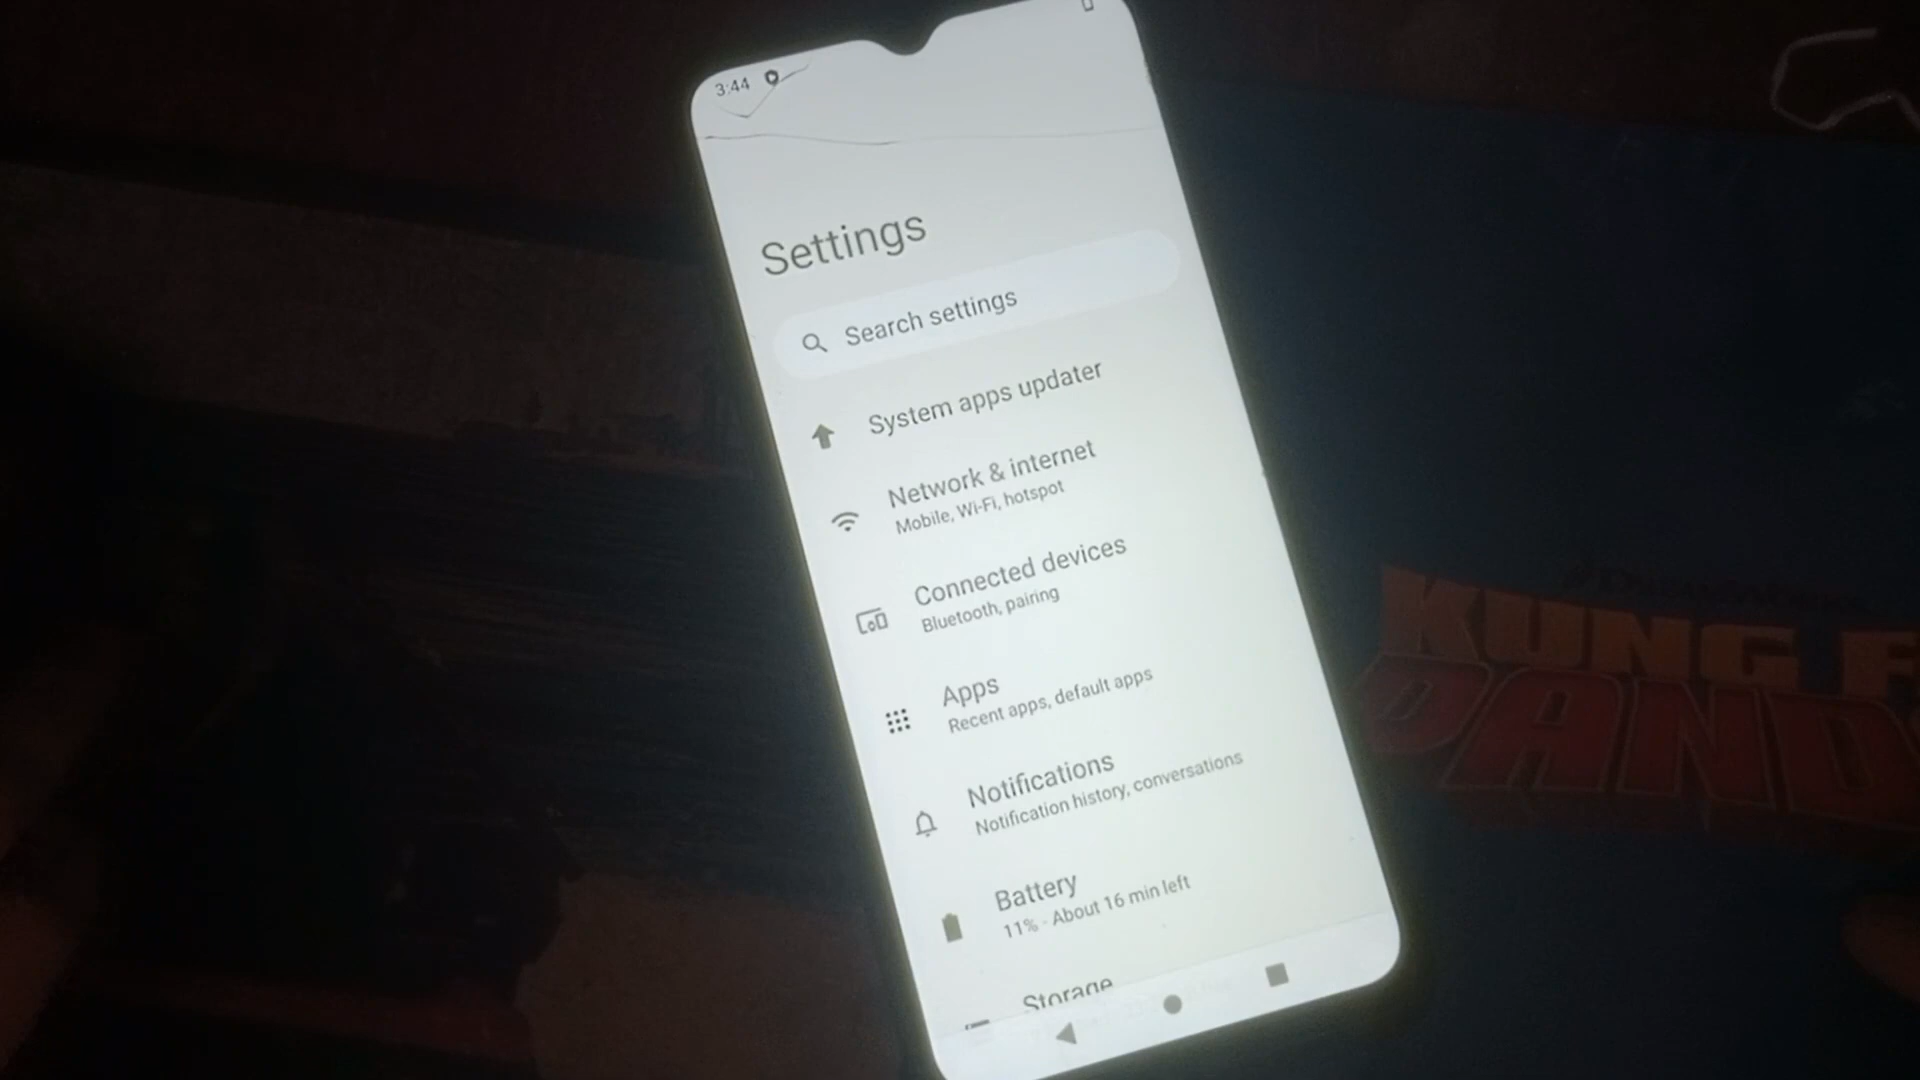 3:44
Settings
Search settings
System apps updater
Network & internet
Mobile, Wi-Fi, hotspot
Connected devices
Bluetooth, pairing
Apps
Recent apps, default apps
Notifications
Notification history, conversations
Battery
11% - About 16 min left
Storage
KUNG F
PAND